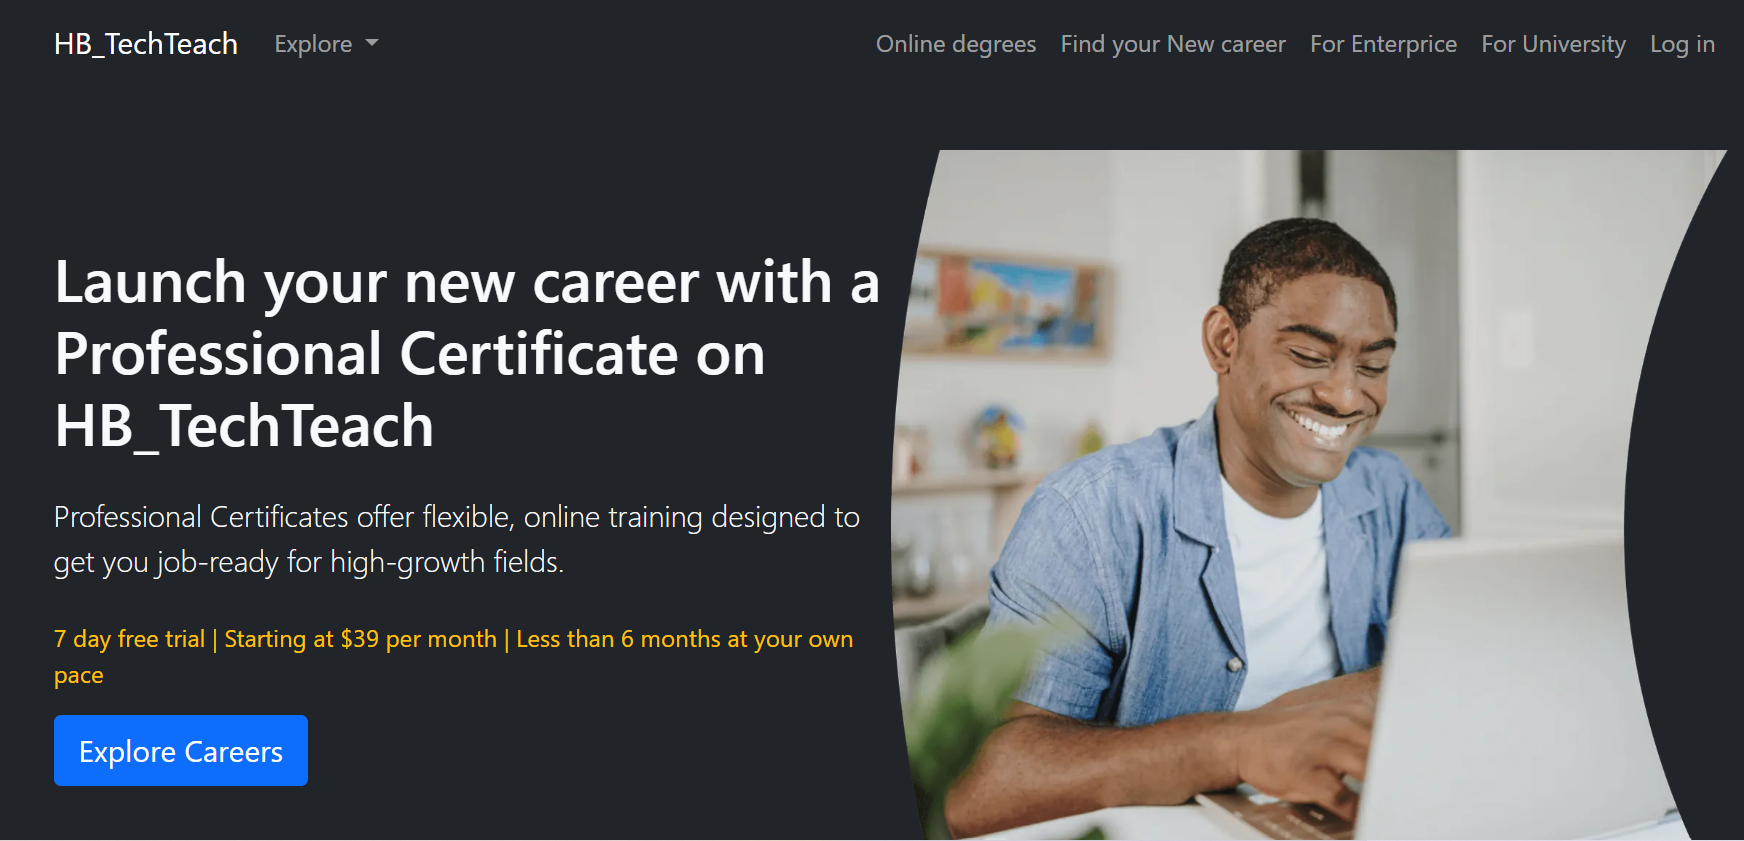 HB_TechTeach Explore Online degrees Find your New career For Enterprice For University Log in
Launch your new career with a
Professional Certificate on
HB_TechTeach
Professional Certificates offer flexible, online training designed to
get you job-ready for high-growth fields.
7 day free trial | Starting at $39 per month | Less than 6 months at your own
pace
Explore Careers